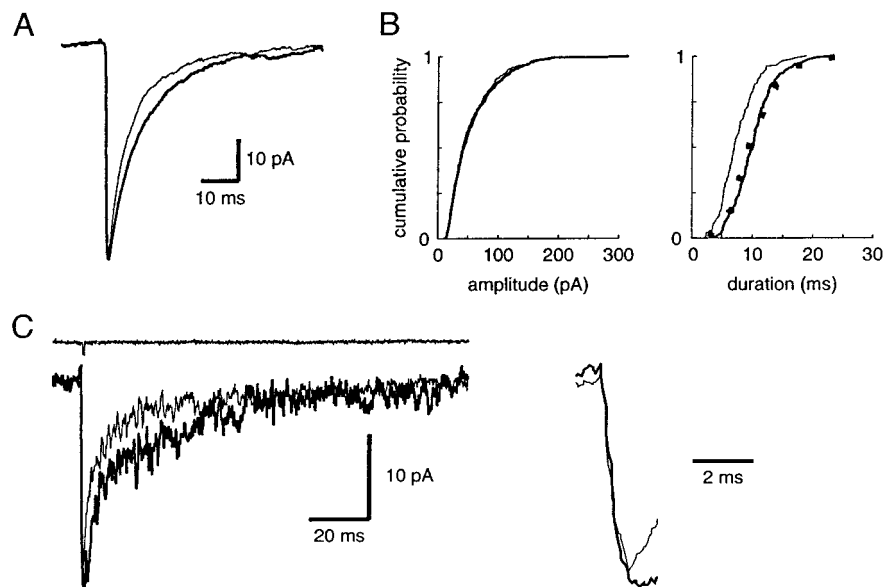 A
10 pA
10 ms
B
cumulative probability
1
0
0 100 200 300
amplitude (pA)
1
0
0 10 20 30
duration (ms)
C
10 pA
20 ms
2 ms